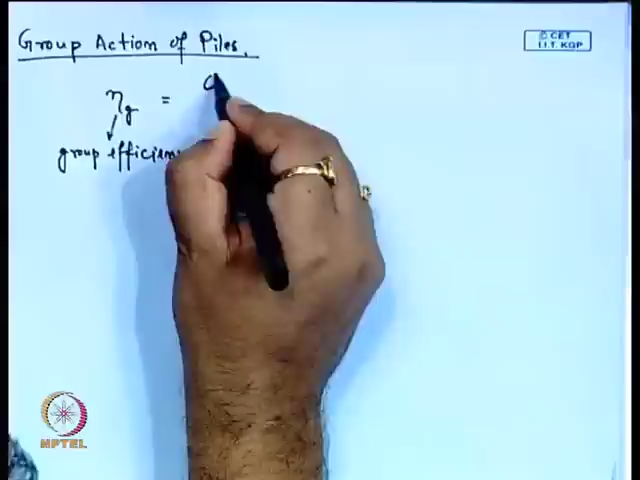 Group Action of Piles.
© CET
I.I.T. KGP
ηg =
group efficien
NPTEL